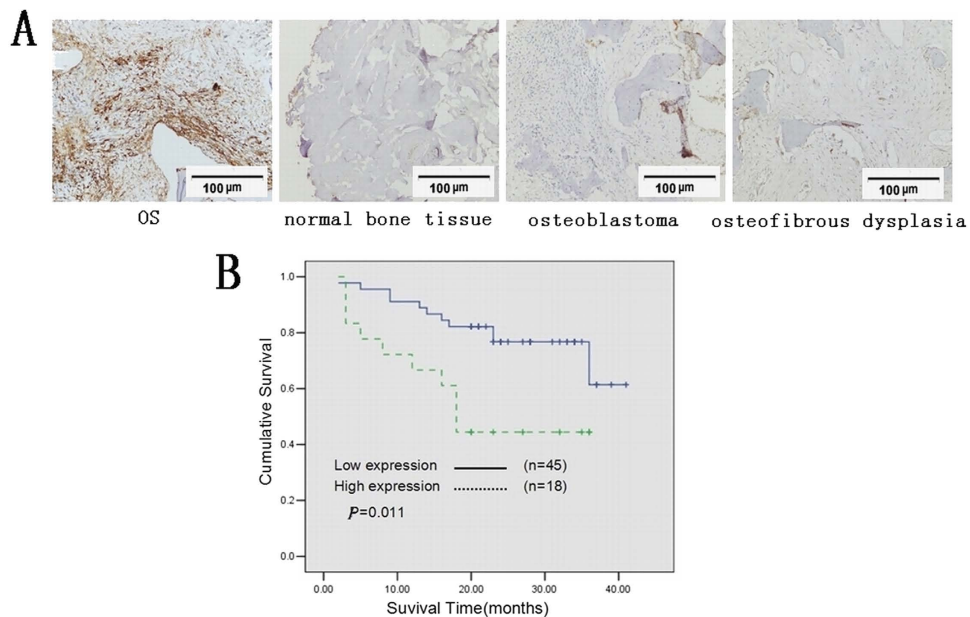 A
100 µm
100 µm
100 µm
100 µm
OS
normal bone tissue
osteoblastoma
osteofibrous dysplasia
B
1.0
0.8
0.6
0.4
0.2
0.0
Cumulative Survival
Low expression (n=45)
High expression (n=18)
P=0.011
0.00 10.00 20.00 30.00 40.00
Suvival Time(months)